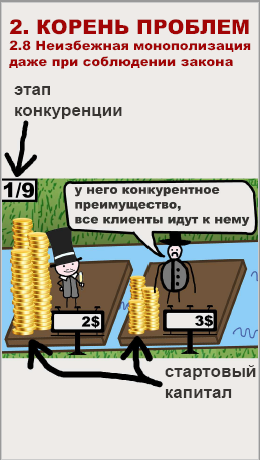 2. КОРЕНЬ ПРОБЛЕМ
2.8 Неизбежная монополизация
даже при соблюдении закона
этап
конкуренции
1/9
у него конкурентное
преимущество,
все клиенты идут к нему
2$
3$
стартовый
капитал